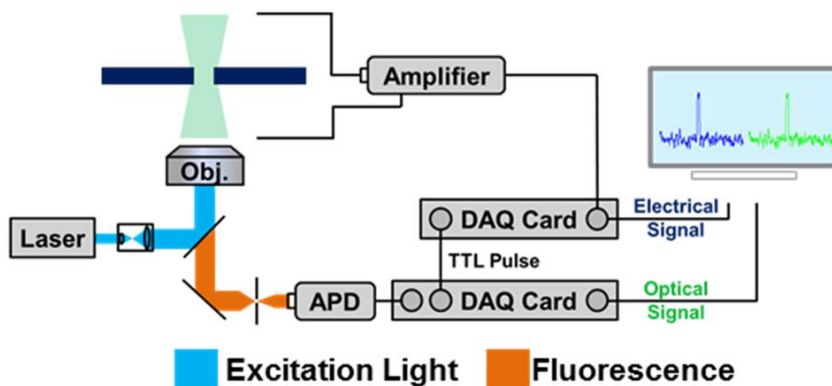 Amplifier
Obj.
Laser
DAQ Card
Electrical
Signal
TTL Pulse
APD
DAQ Card
Optical
Signal
Excitation Light
Fluorescence